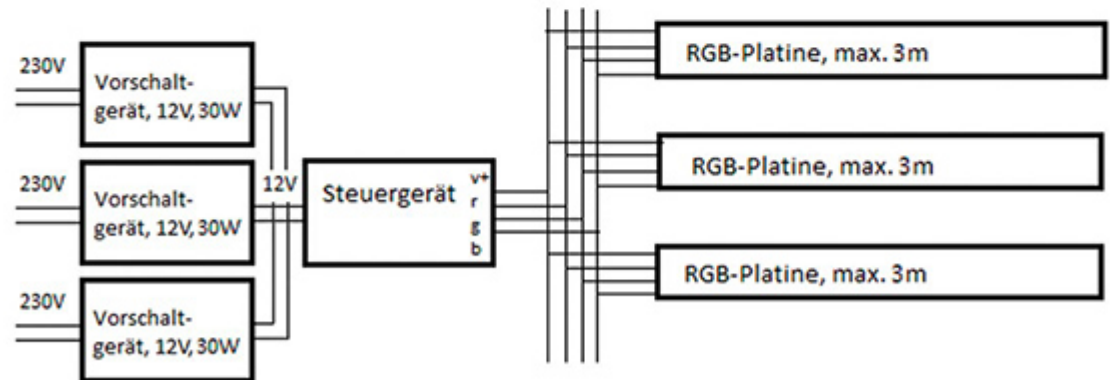 230V
Vorschalt-
gerät, 12V, 30W
230V
Vorschalt-
gerät, 12V, 30W
230V
Vorschalt-
gerät, 12V, 30W
12V
Steuergerät
v+
r
g
b
RGB-Platine, max. 3m
RGB-Platine, max. 3m
RGB-Platine, max. 3m